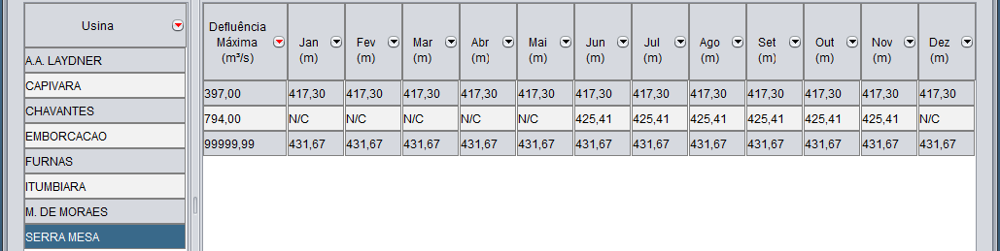 Usina
A.A. LAYDNER
CAPIVARA
CHAVANTES
EMBORCACAO
FURNAS
ITUMBIARA
M. DE MORAES
SERRA MESA
Defluência Jan Fev Mar Abr Mai Jun Jul Ago Set Out Nov Dez
Máxima
(m³/s) (m) (m) (m) (m) (m) (m) (m) (m) (m) (m) (m) (m)
397,00 417,30 417,30 417,30 417,30 417,30 417,30 417,30 417,30 417,30 417,30 417,30 417,30
794,00 N/C N/C N/C N/C N/C 425,41 425,41 425,41 425,41 425,41 425,41 N/C
99999,99 431,67 431,67 431,67 431,67 431,67 431,67 431,67 431,67 431,67 431,67 431,67 431,67